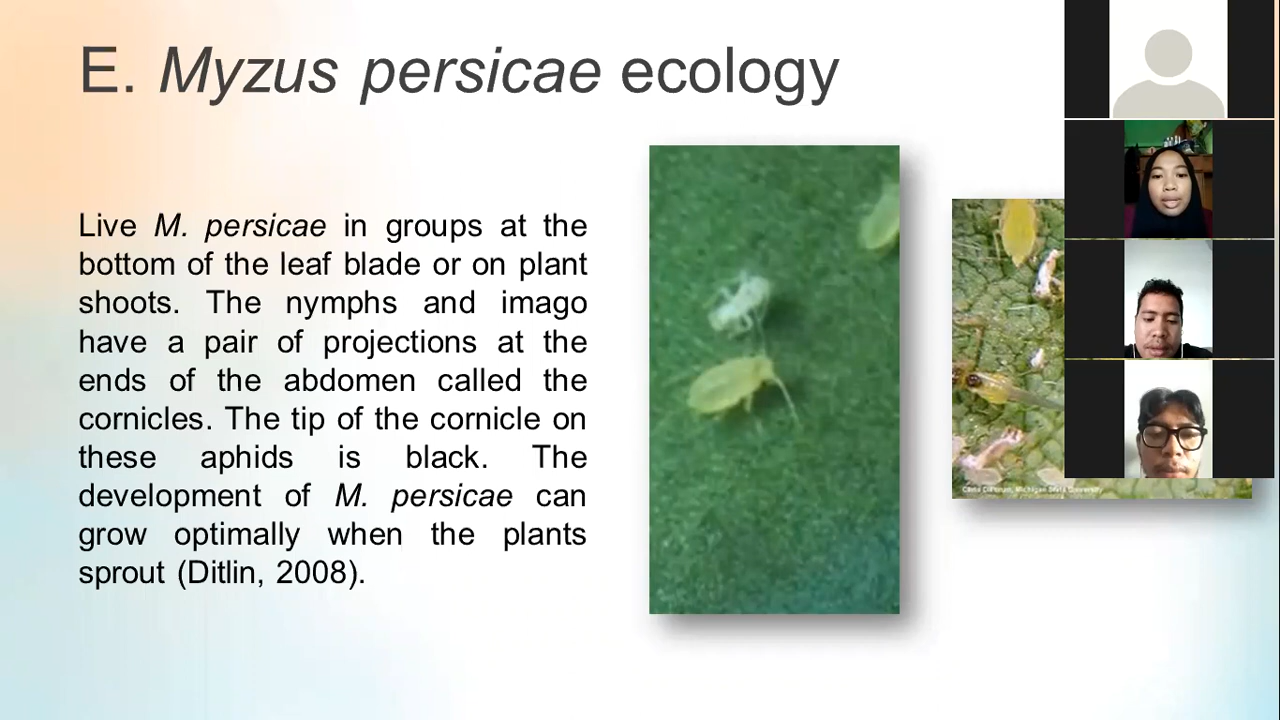 E. Myzus persicae ecology
Live M. persicae in groups at the
bottom of the leaf blade or on plant
shoots. The nymphs and imago
have a pair of projections at the
ends of the abdomen called the
cornicles. The tip of the cornicle on
these aphids is black. The
development of M. persicae can
grow optimally when the plants
sprout (Ditlin, 2008).
Michigan State University